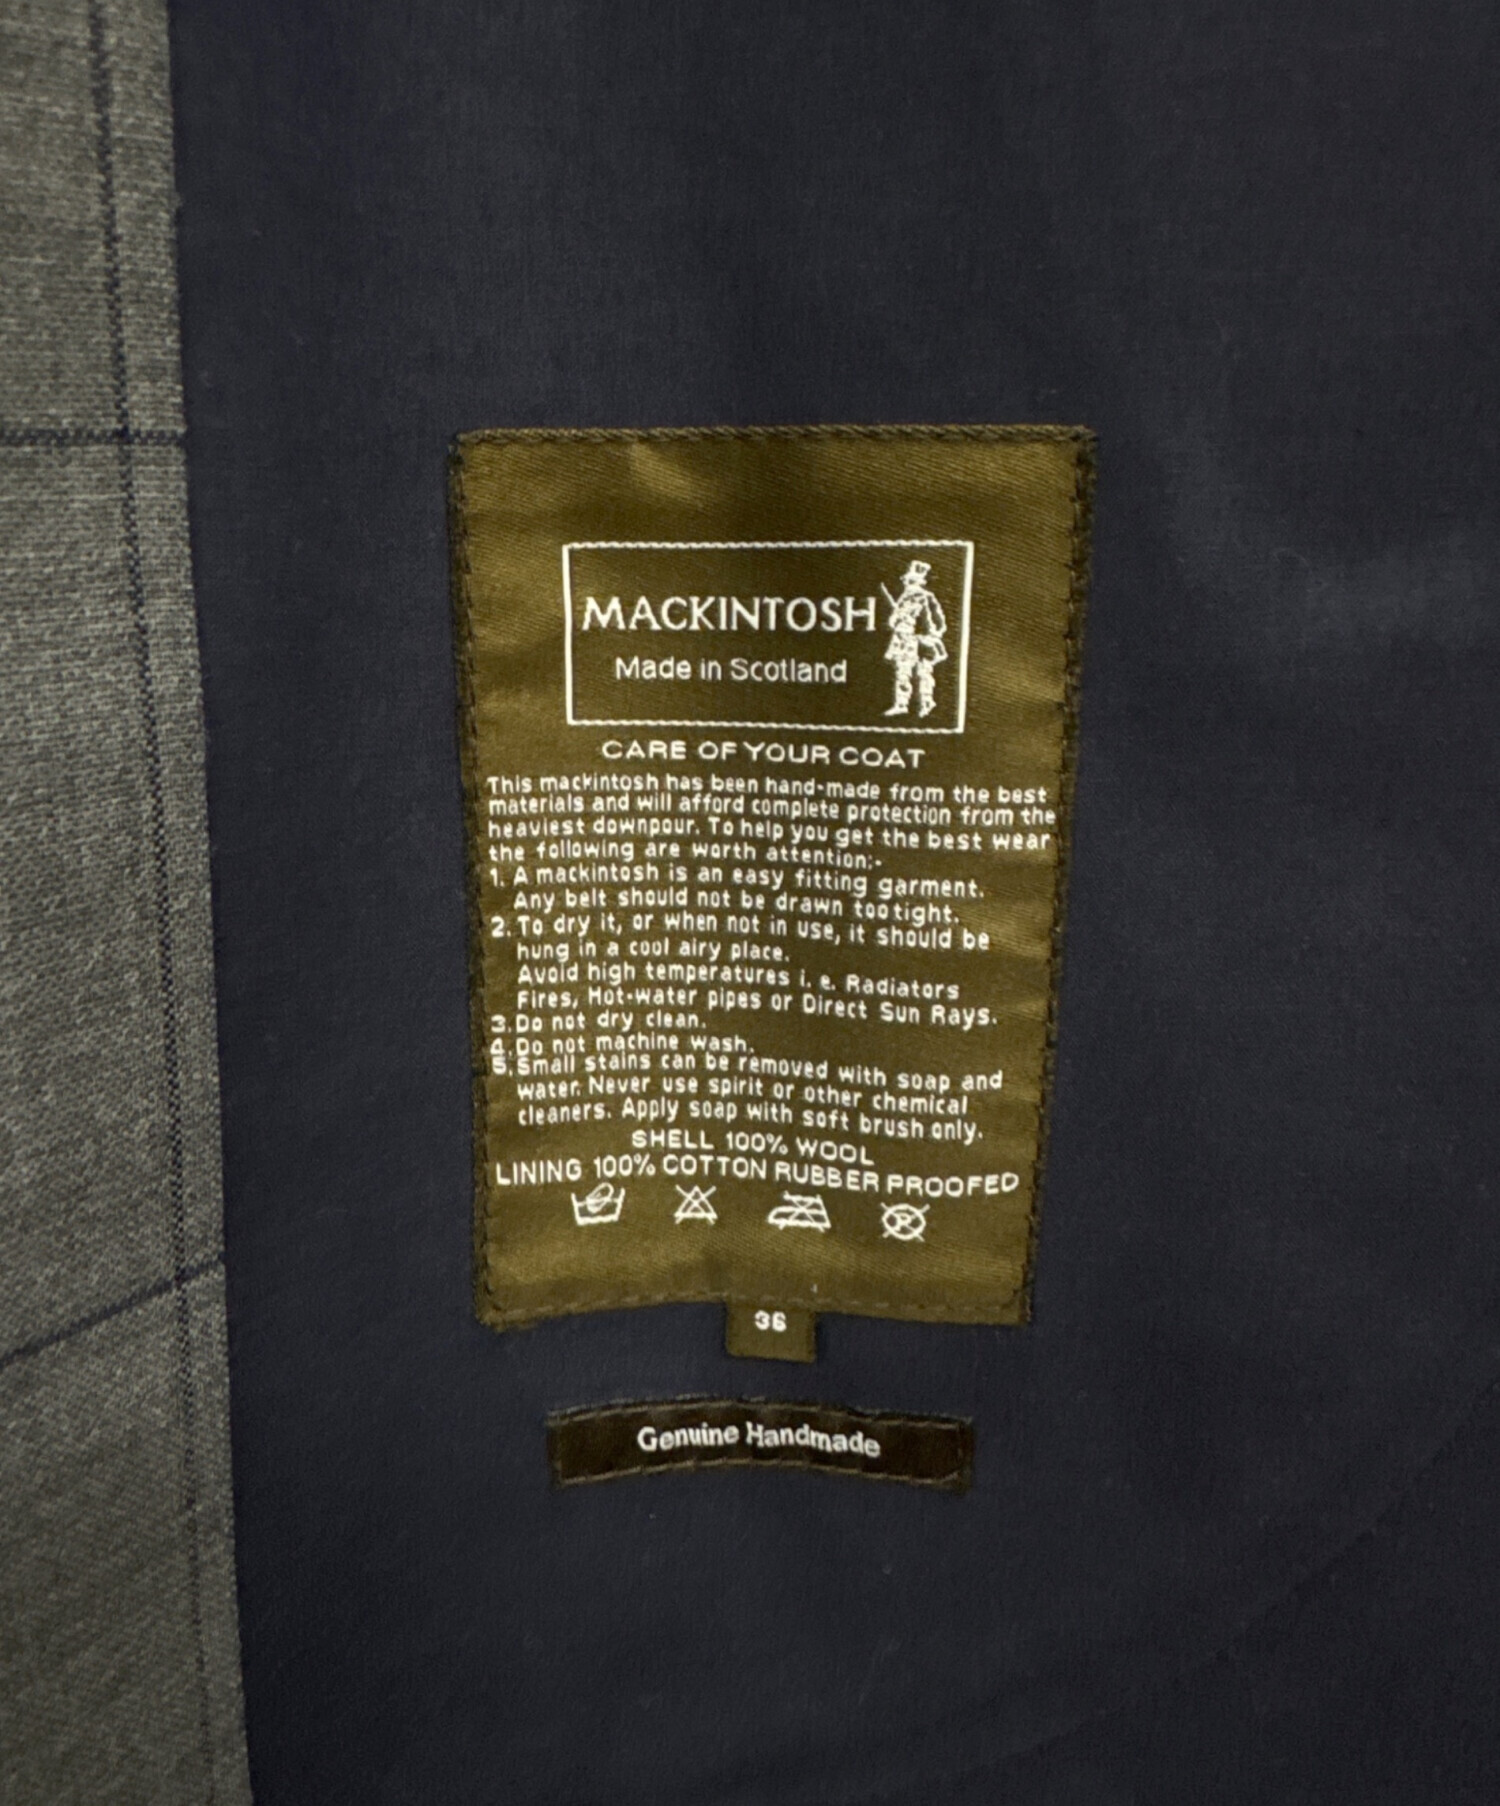 MACKINTOSH
Made in Scotland
CARE OF YOUR COAT
This mackintosh has been hand-made from the best
materials and will afford complete protection from the
heaviest downpour. To help you get the best wear
the following are worth attention:-
1. A mackintosh is an easy fitting garment.
Any belt should not be drawn too tight.
2. To dry it, or when not in use, it should be
hung in a cool airy place.
Avoid high temperatures i. e. Radiators
Fires, Hot-water pipes or Direct Sun Rays.
3. Do not dry clean.
4. Do not machine wash.
5. Small stains can be removed with soap and
water. Never use spirit or other chemical
cleaners. Apply soap with soft brush only.
SHELL 100% WOOL
LINING 100% COTTON RUBBER PROOFED
36
Genuine Handmade